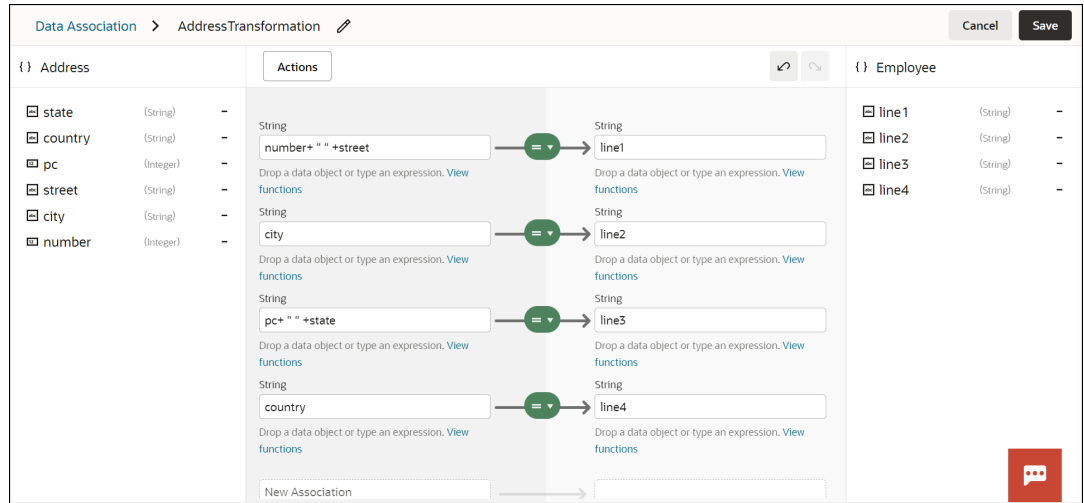 Data Association > AddressTransformation Cancel Save
{ } Address Actions { } Employee
state (String)
country (String)
pc (Integer)
street (String)
city (String)
number (Integer)
String String
number+ " " +street = line1
Drop a data object or type an expression. View Drop a data object or type an expression. View
functions functions
String String
city = line2
Drop a data object or type an expression. View Drop a data object or type an expression. View
functions functions
String String
pc+ " " +state = line3
Drop a data object or type an expression. View Drop a data object or type an expression. View
functions functions
String String
country = line4
Drop a data object or type an expression. View Drop a data object or type an expression. View
functions functions
New Association
line1 (String)
line2 (String)
line3 (String)
line4 (String)